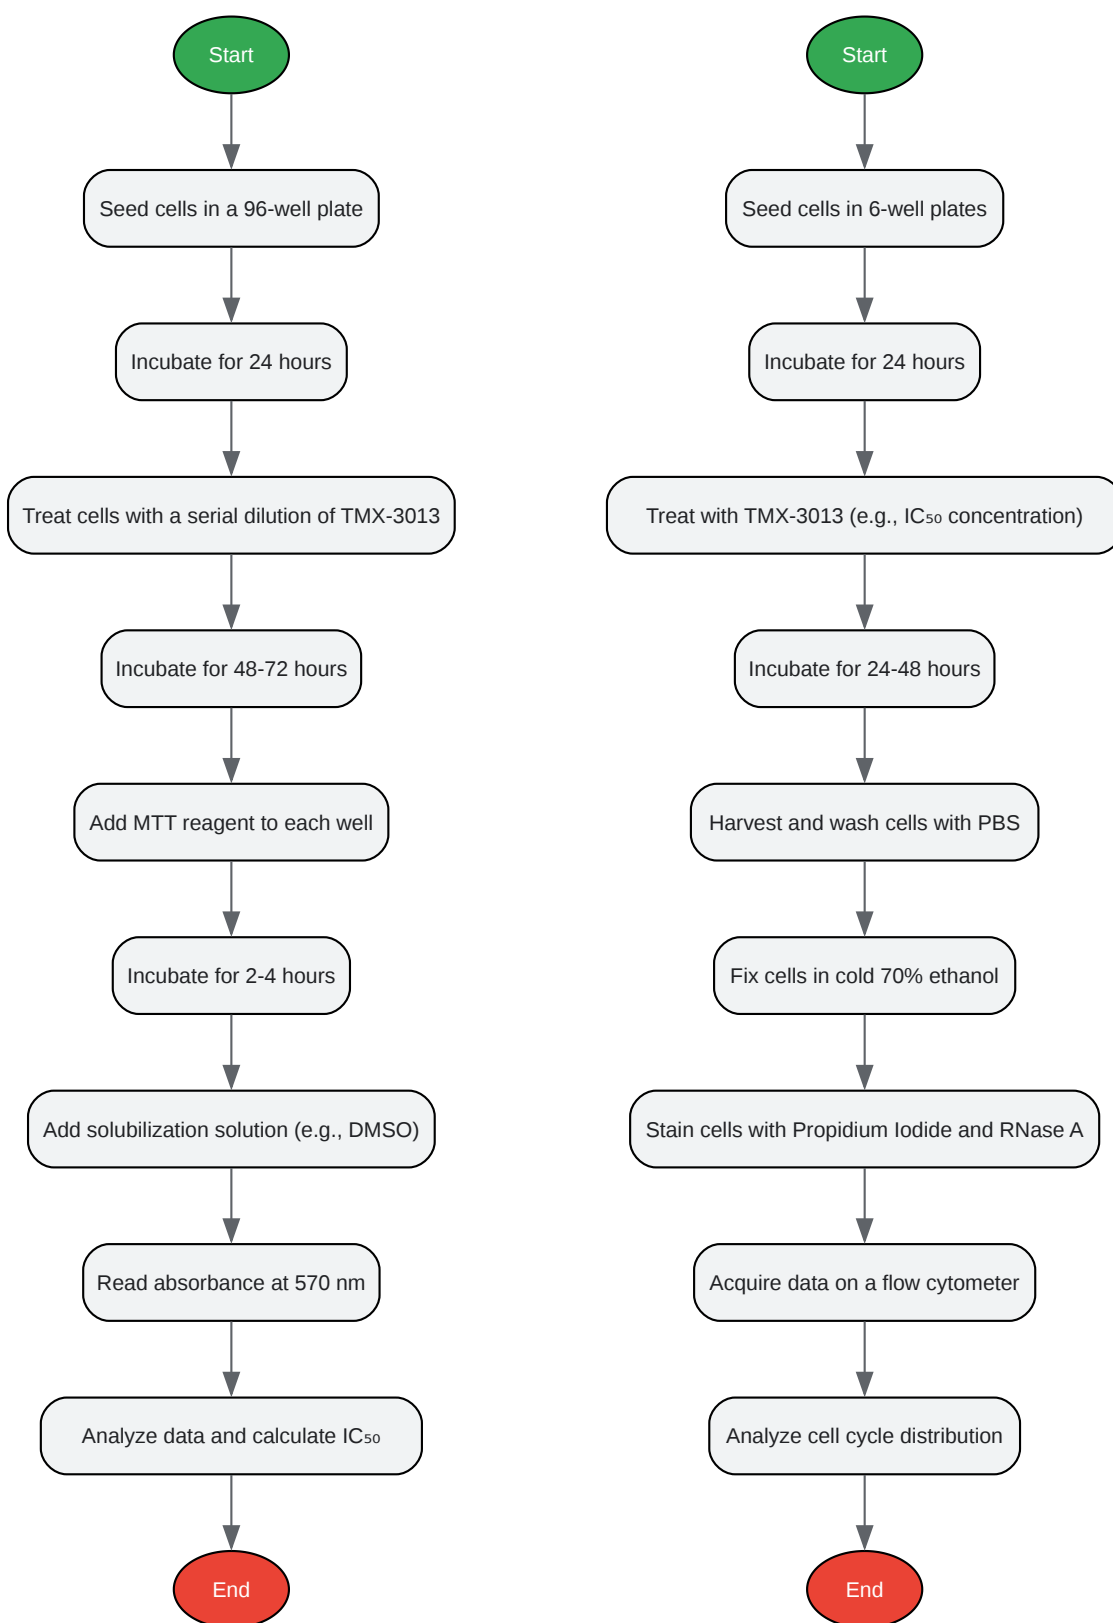 Start
Seed cells in a 96-well plate
Incubate for 24 hours
Treat cells with a serial dilution of TMX-3013
Incubate for 48-72 hours
Add MTT reagent to each well
Incubate for 2-4 hours
Add solubilization solution (e.g., DMSO)
Read absorbance at 570 nm
Analyze data and calculate IC₅₀
End
Start
Seed cells in 6-well plates
Incubate for 24 hours
Treat with TMX-3013 (e.g., IC₅₀ concentration)
Incubate for 24-48 hours
Harvest and wash cells with PBS
Fix cells in cold 70% ethanol
Stain cells with Propidium Iodide and RNase A
Acquire data on a flow cytometer
Analyze cell cycle distribution
End